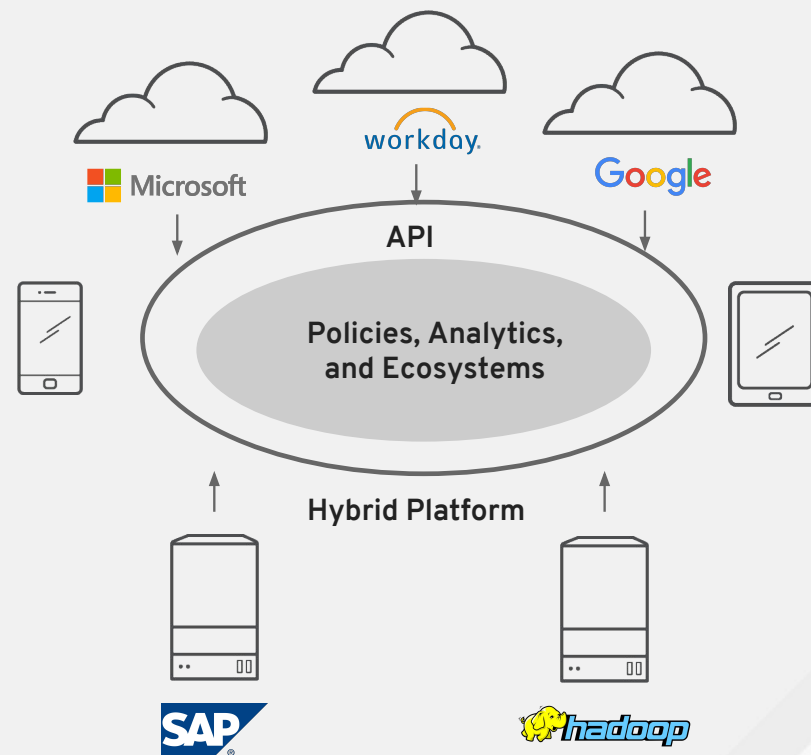 workday.
Microsoft
Google
API
Policies, Analytics,
and Ecosystems
Hybrid Platform
SAP®
hadoop